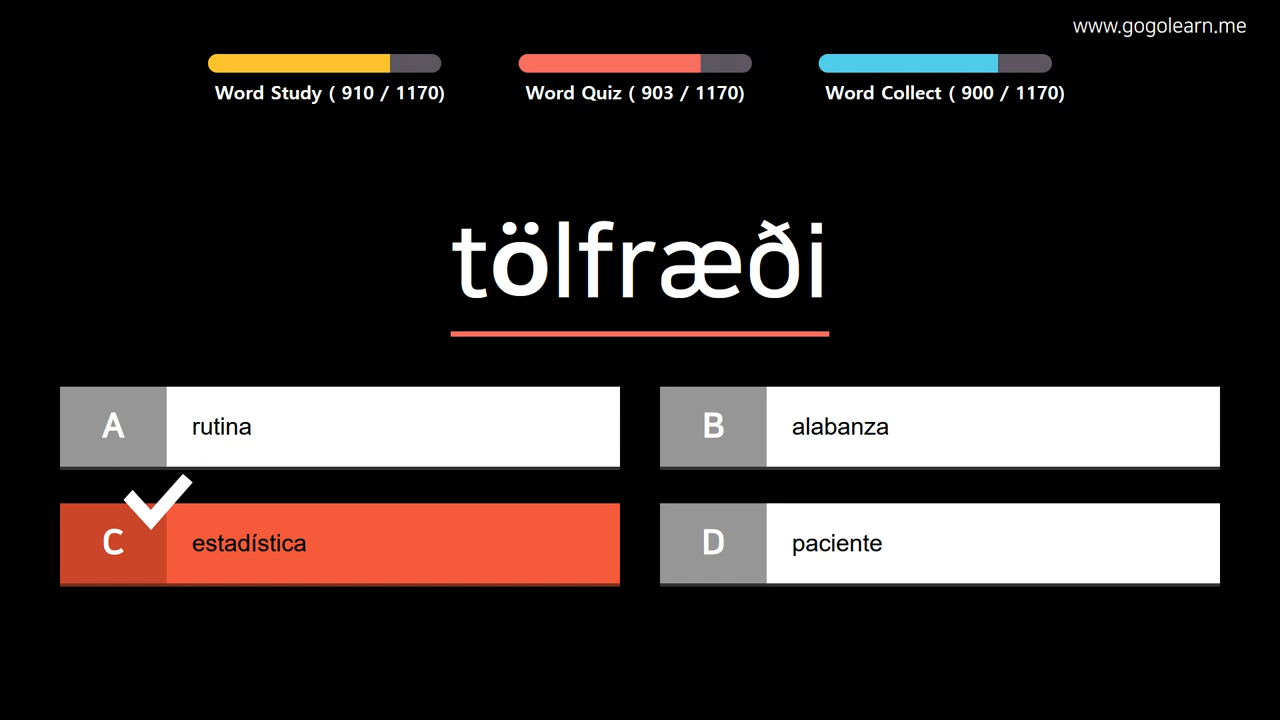 www.gogolearn.me
Word Study ( 910 / 1170)
Word Quiz ( 903 / 1170)
Word Collect ( 900 / 1170)
tölfræði
A rutina
B alabanza
C estadística
D paciente